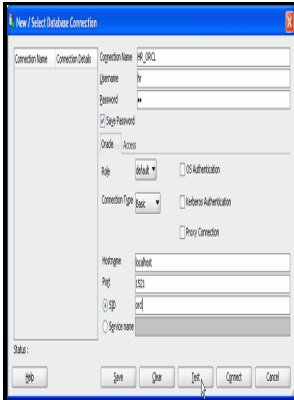 New / Select Database Connection
Connection Name Connection Details
Connection Name HR_ORCL
Username hr
Password **
Save Password
Oracle Access
Role default
OS Authentication
Connection Type Basic
Kerberos Authentication
Proxy Connection
Hostname localhost
Port 1521
SID orcl
Service name
Status :
Help Save Clear Test Connect Cancel